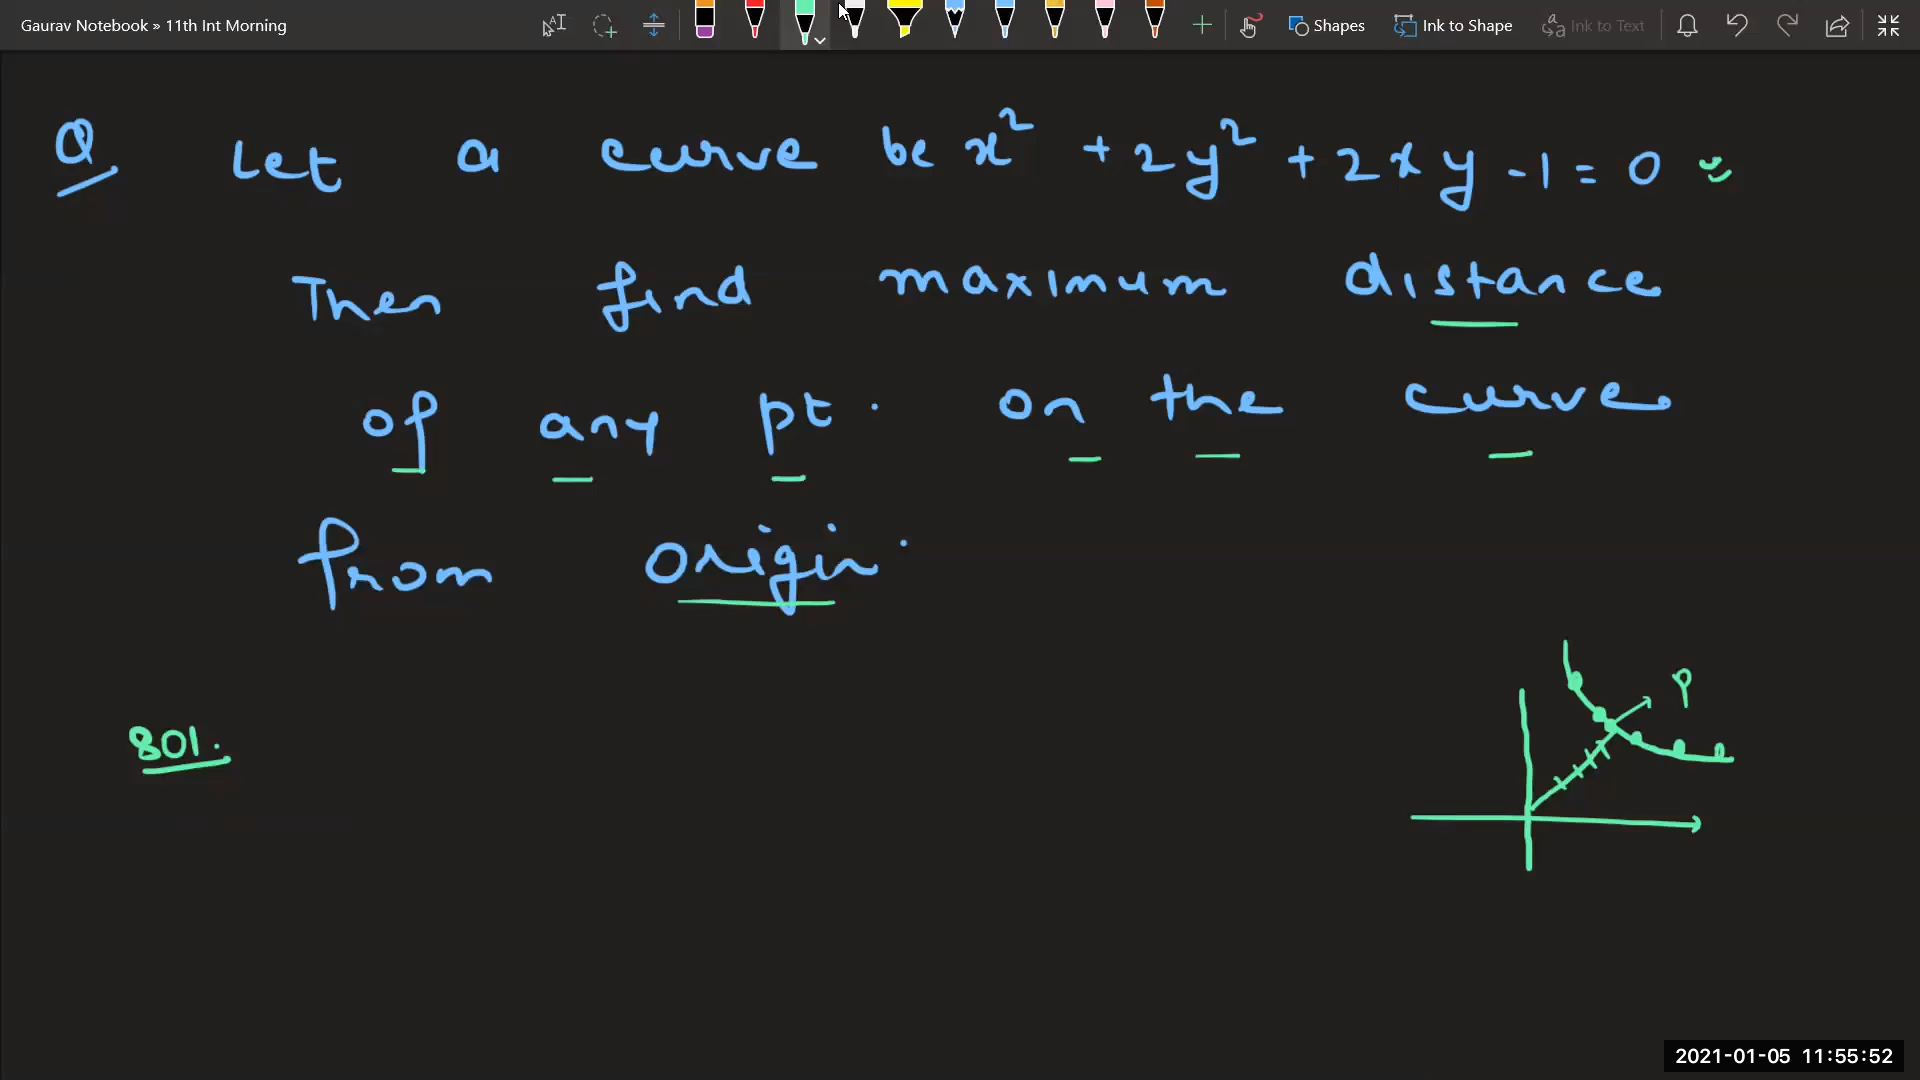 Gaurav Notebook » 11th Int Morning
Shapes
Ink to Shape
Ink to Text
Q Let a curve be x² + 2y² + 2xy - 1 = 0
Then find maximum distance
of any pt. on the curve
from origin.
Sol.
P
2021-01-05 11:55:52